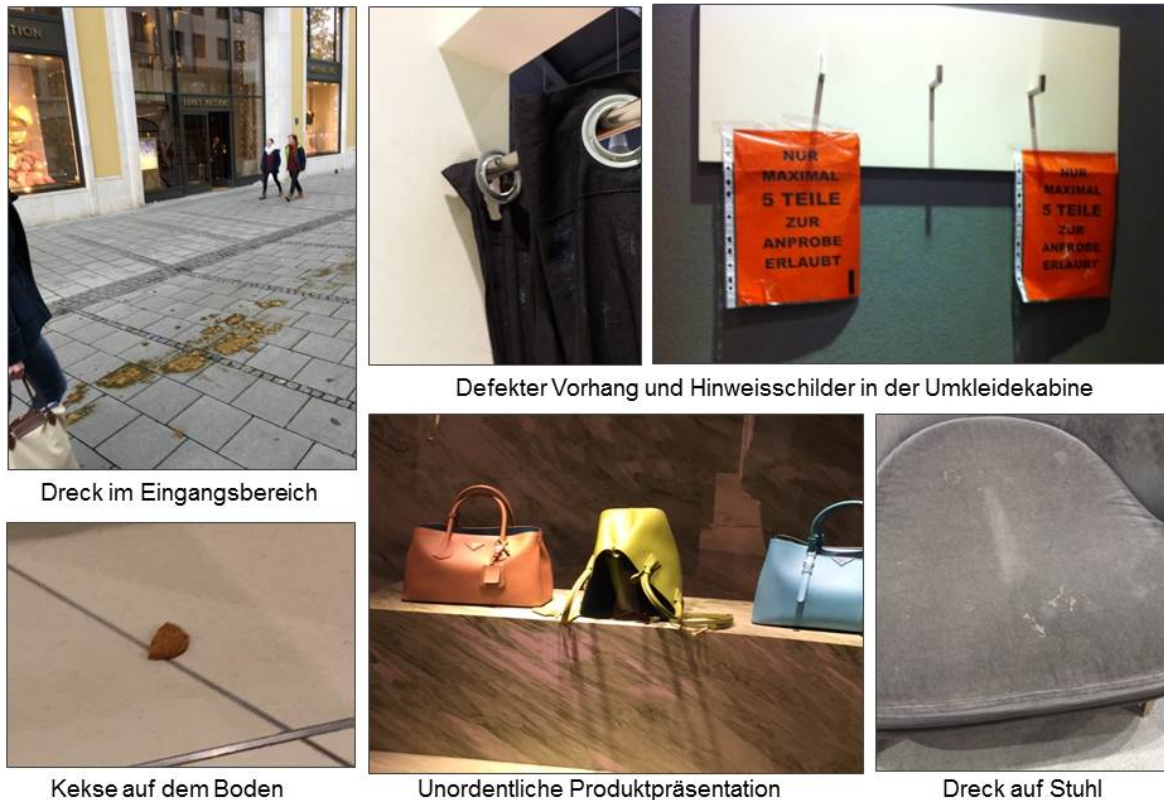 TION
Defekter Vorhang und Hinweisschilder in der Umkleidekabine
NUR
MAXIMAL
5 TEILE
ZUR
ANPROBE
ERLAUBT
NUR
MAXIMAL
5 TEILE
ZUR
ANPROBE
ERLAUBT
Dreck im Eingangsbereich
Kekse auf dem Boden
Unordentliche Produktpräsentation
Dreck auf Stuhl